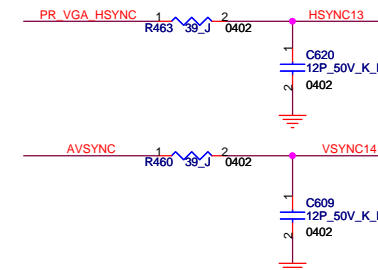 PR_VGA_HSYNC 1 2 HSYNC13
R463 39_J 0402
1 C620
12P_50V_K_
2 0402
AVSYNC 1 2 VSYNC14
R460 39_J 0402
1 C609
12P_50V_K_
2 0402